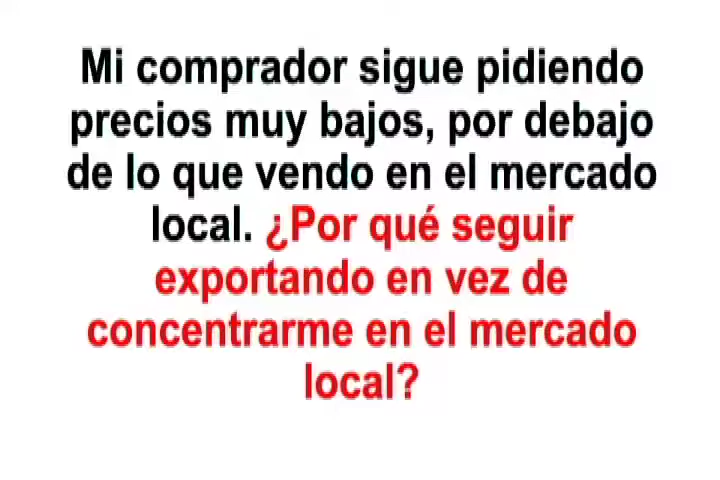 Mi comprador sigue pidiendo
precios muy bajos, por debajo
de lo que vendo en el mercado
local. ¿Por qué seguir
exportando en vez de
concentrarme en el mercado
local?